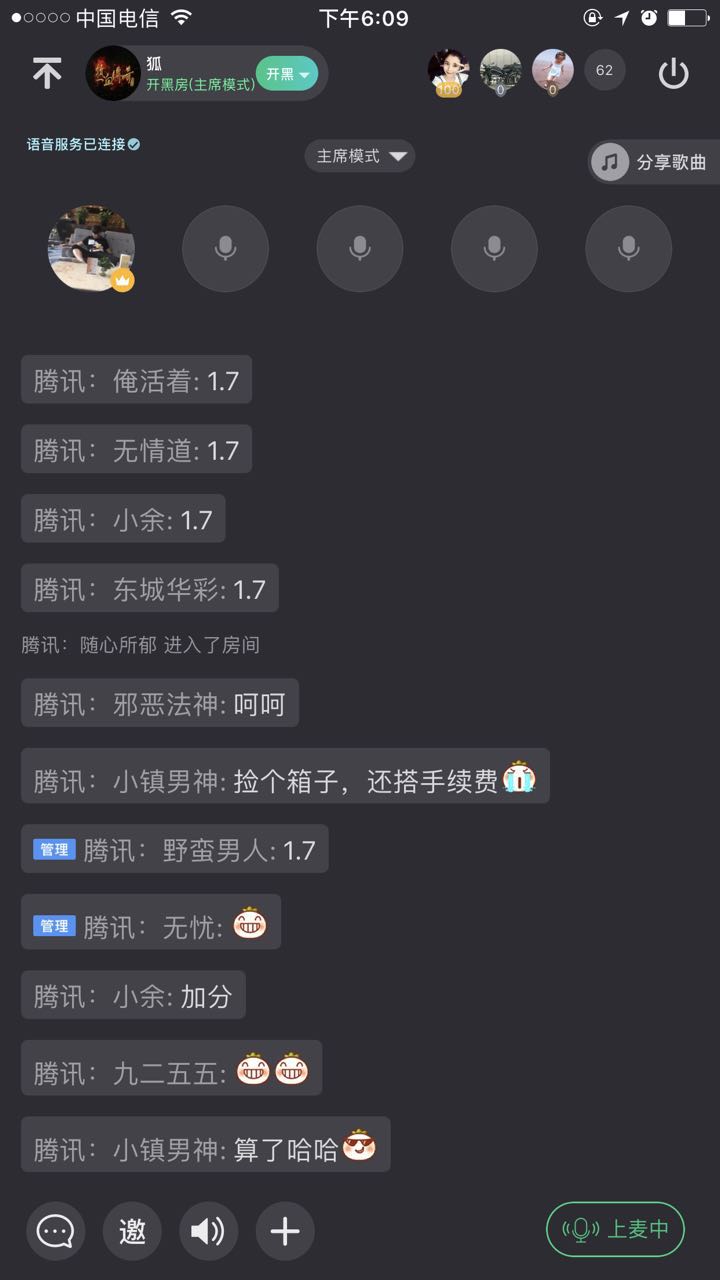 中国电信 下午6:09
狐
开黑房(主席模式) 开黑
100 0 0 62
语音服务已连接
主席模式
分享歌曲
腾讯: 俺活着: 1.7
腾讯: 无情道: 1.7
腾讯: 小余: 1.7
腾讯: 东城华彩: 1.7
腾讯: 随心所郁 进入了房间
腾讯: 邪恶法神: 呵呵
腾讯: 小镇男神: 捡个箱子，还搭手续费
管理 腾讯: 野蛮男人: 1.7
管理 腾讯: 无忧:
腾讯: 小余: 加分
腾讯: 九二五五:
腾讯: 小镇男神: 算了哈哈
邀 上麦中